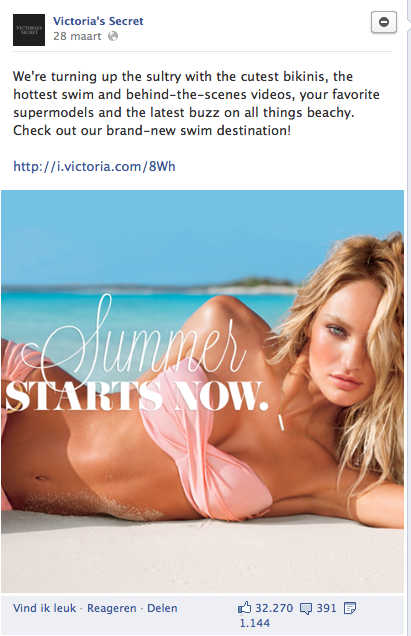 VICTORIA'S
SECRET
Victoria's Secret
28 maart
We're turning up the sultry with the cutest bikinis, the
hottest swim and behind-the-scenes videos, your favorite
supermodels and the latest buzz on all things beachy.
Check out our brand-new swim destination!
http://i.victoria.com/8Wh
Summer
STARTS NOW.
Vind ik leuk · Reageren · Delen
32.270 391
1.144